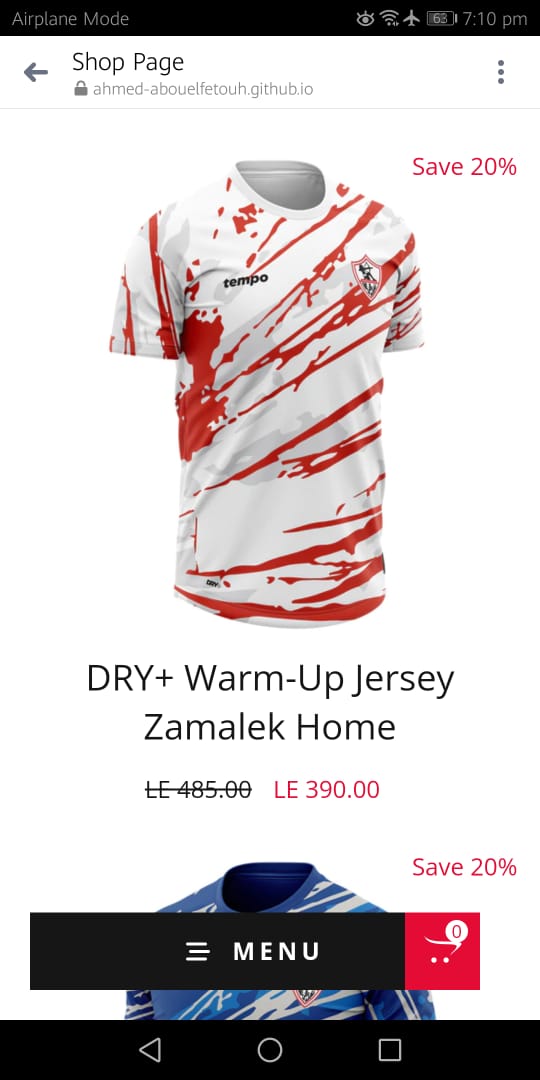 Airplane Mode 63 7:10 pm
Shop Page
ahmed-abouelfetouh.github.io
Save 20%
tempo
DRY+
DRY+ Warm-Up Jersey
Zamalek Home
LE 485.00 LE 390.00
Save 20%
MENU 0